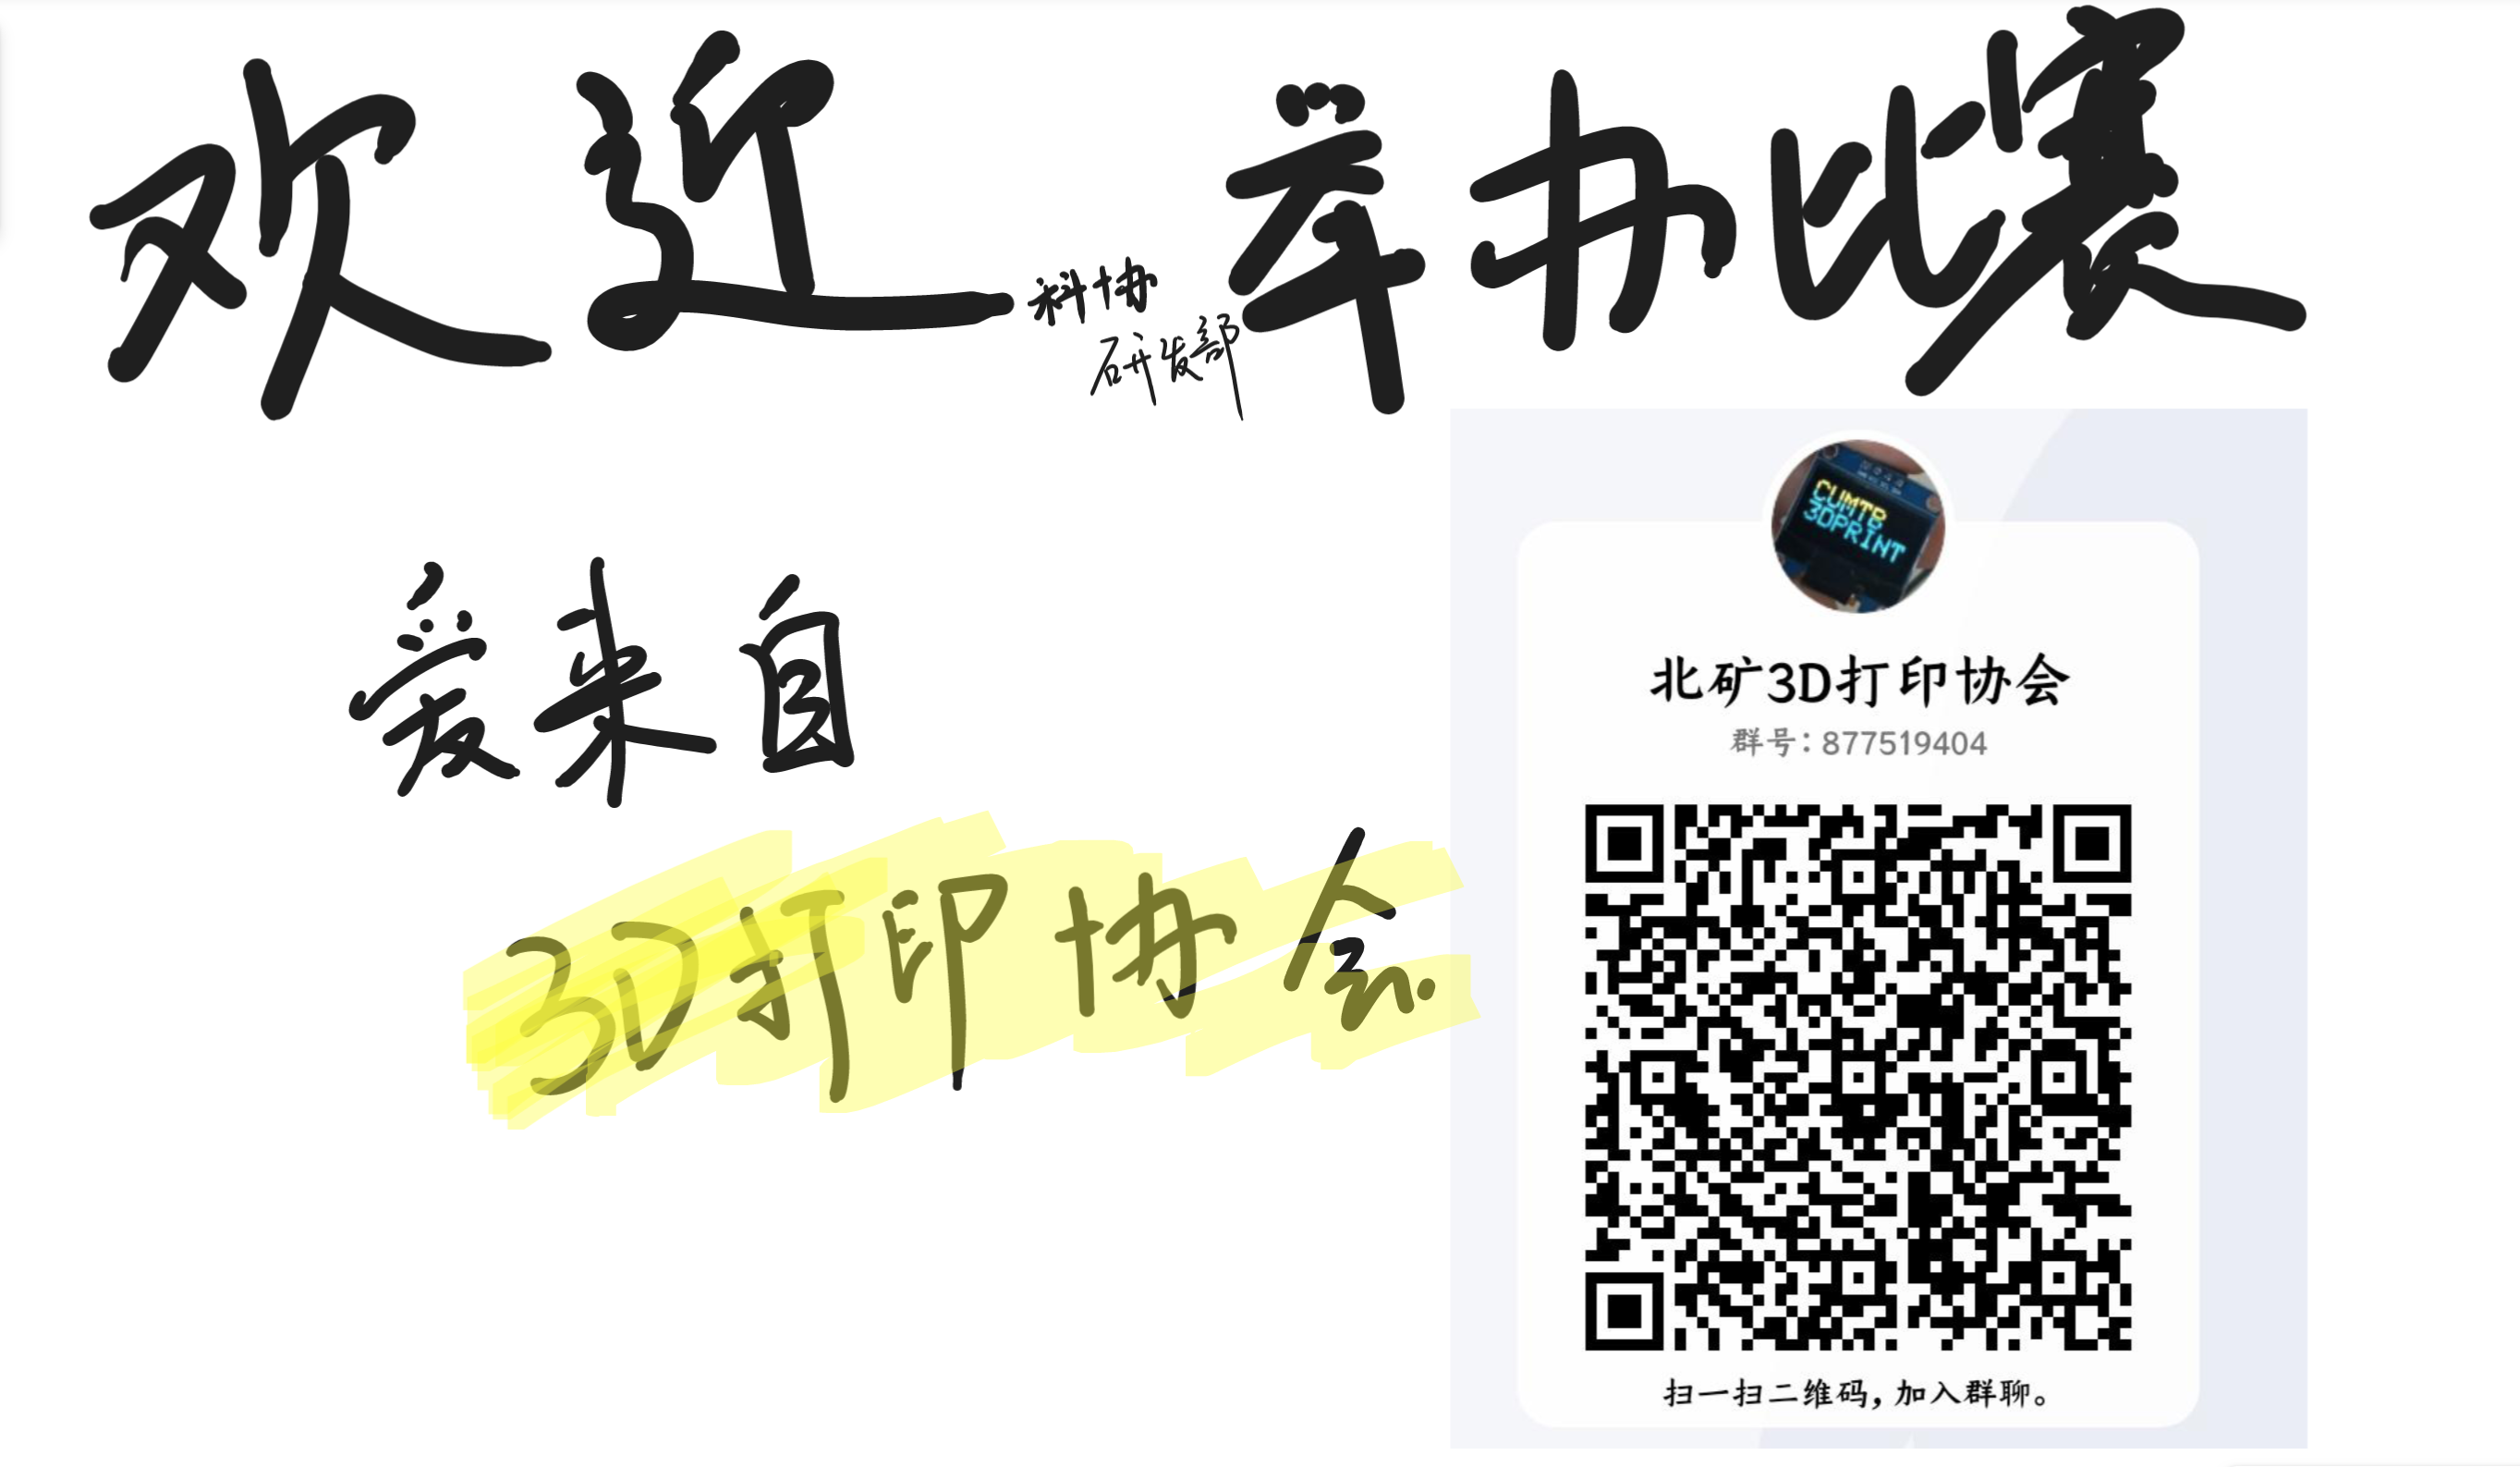 欢迎科协研发部举办比赛
爱来自
3D打印协会
CUMTB
3DPRINT
北矿3D打印协会
群号：877519404
扫一扫二维码，加入群聊。